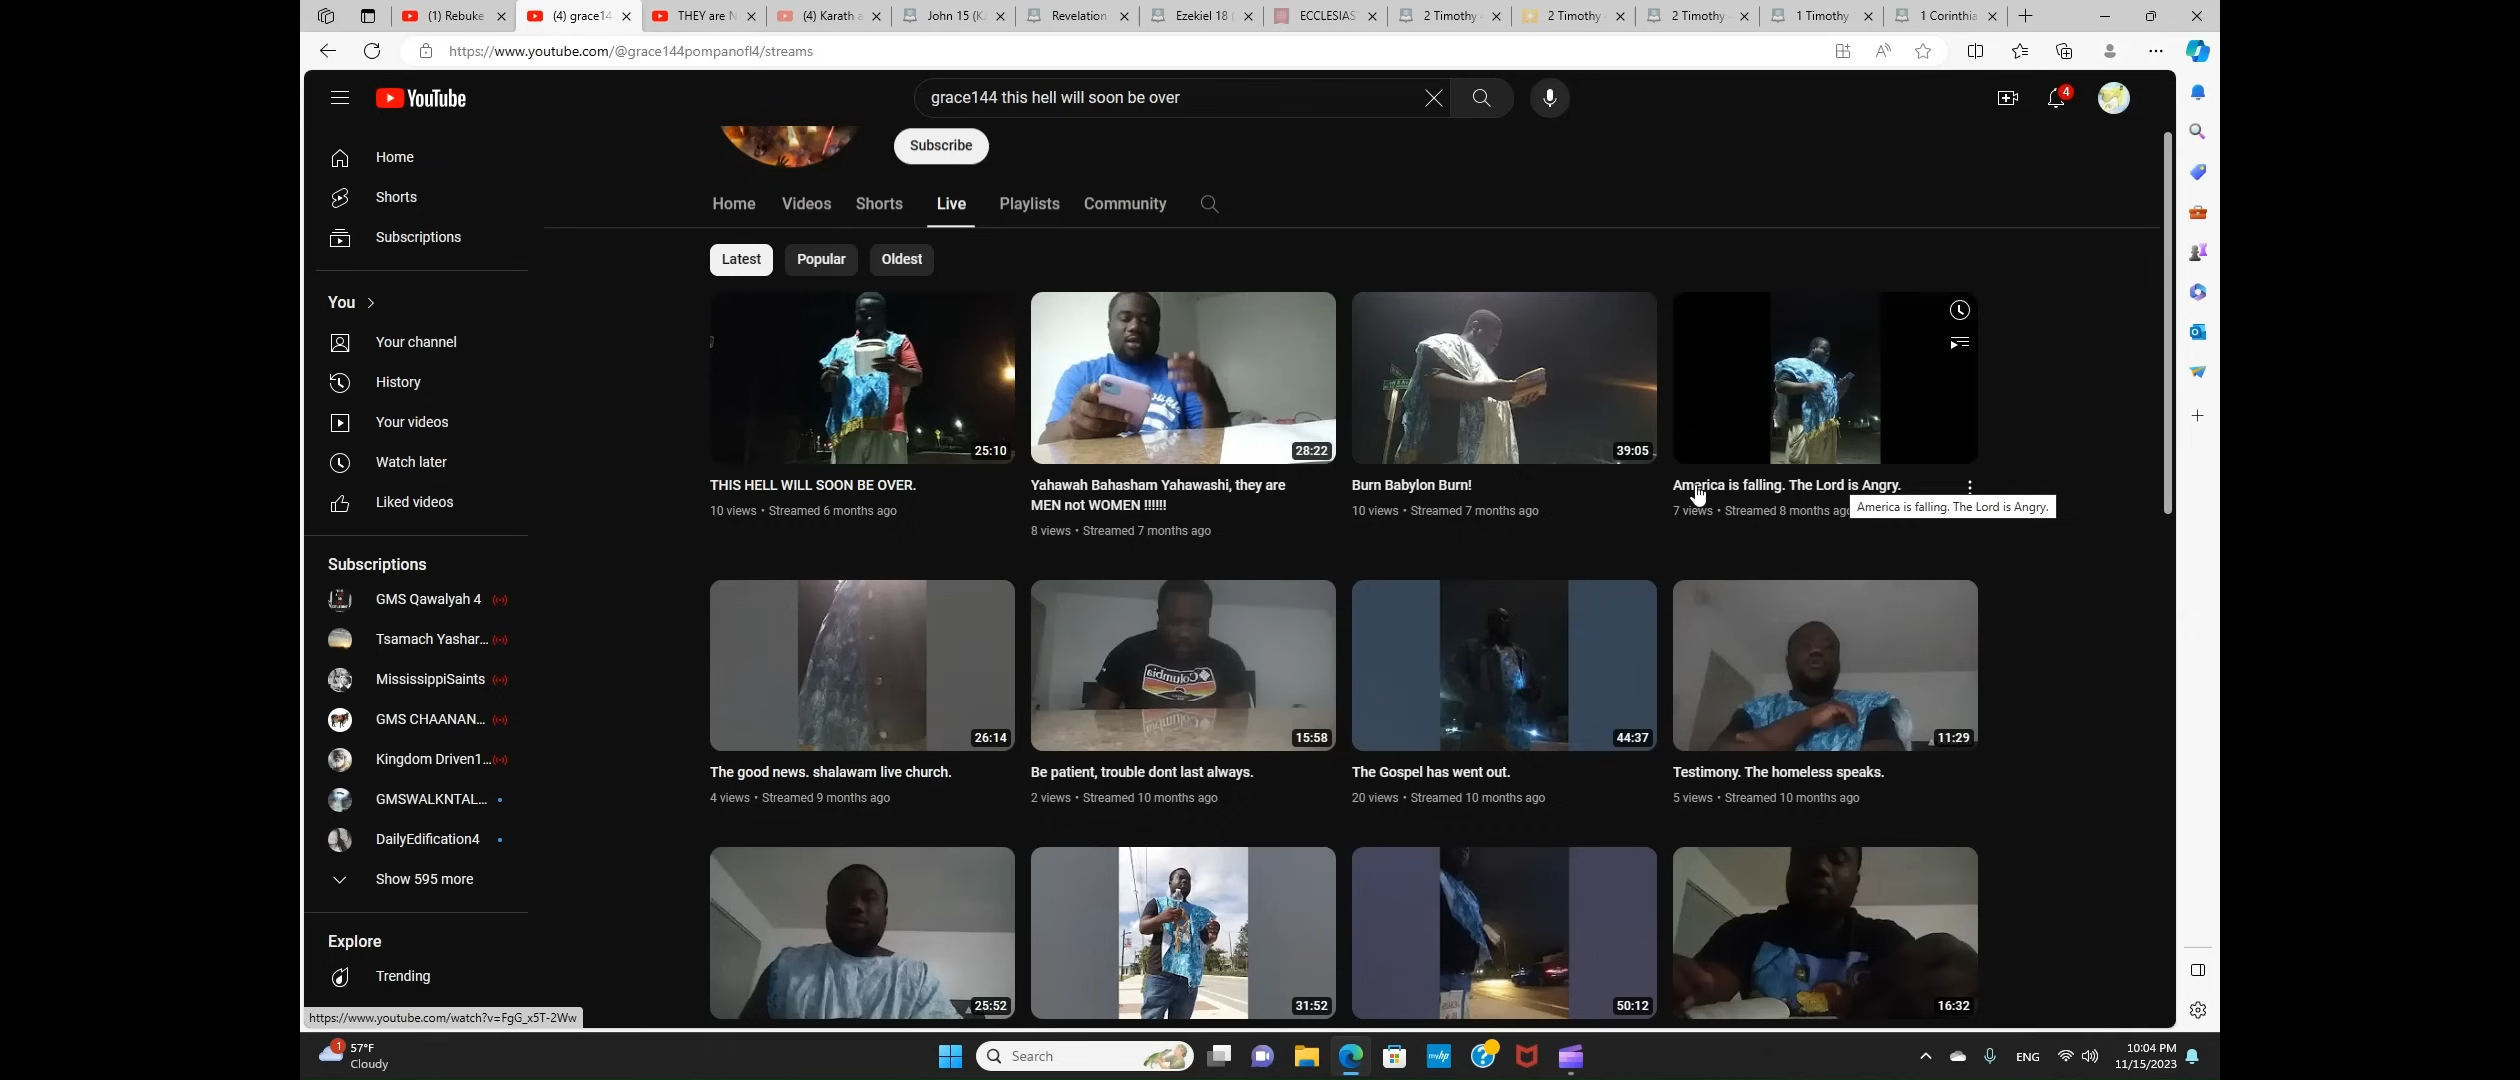 (1) Rebuke
(4) grace14
THEY are N
(4) Karath a
John 15 (K
Revelation
Ezekiel 18 (
ECCLESIAS
2 Timothy
2 Timothy
2 Timothy
1 Timothy
1 Corinthia
https://www.youtube.com/@grace144pompanofl4/streams
YouTube
grace144 this hell will soon be over
4
Home
Shorts
Subscriptions
You
Your channel
History
Your videos
Watch later
Liked videos
Subscriptions
GMS Qawalyah 4
Tsamach Yashar...
MississippiSaints
GMS CHAANAN...
Kingdom Driven1...
GMSWALKNTAL...
DailyEdification4
Show 595 more
Explore
Trending
https://www.youtube.com/watch?v=FgG_x5T-2Ww
Subscribe
Home Videos Shorts Live Playlists Community
Latest Popular Oldest
25:10
THIS HELL WILL SOON BE OVER.
10 views • Streamed 6 months ago
28:22
Yahawah Bahasham Yahawashi, they are
MEN not WOMEN !!!!!!
8 views • Streamed 7 months ago
39:05
Burn Babylon Burn!
10 views • Streamed 7 months ago
America is falling. The Lord is Angry.
7 views • Streamed 8 months ago
America is falling. The Lord is Angry.
26:14
The good news. shalawam live church.
4 views • Streamed 9 months ago
Columbia
15:58
Be patient, trouble dont last always.
2 views • Streamed 10 months ago
44:37
The Gospel has went out.
20 views • Streamed 10 months ago
11:29
Testimony. The homeless speaks.
5 views • Streamed 10 months ago
25:52
31:52
50:12
16:32
1
57°F
Cloudy
Search
myhp
ENG
10:04 PM
11/15/2023